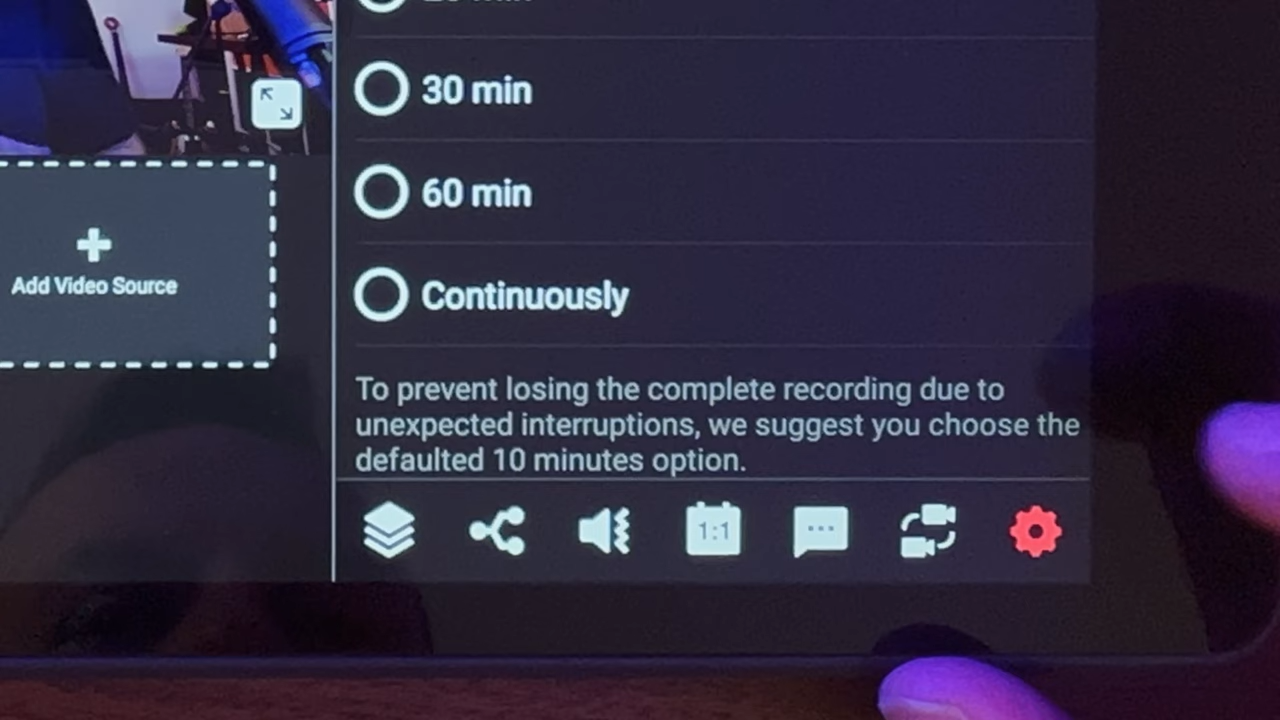 30 min
60 min
Add Video Source
Continuously
To prevent losing the complete recording due to
unexpected interruptions, we suggest you choose the
defaulted 10 minutes option.
1:1